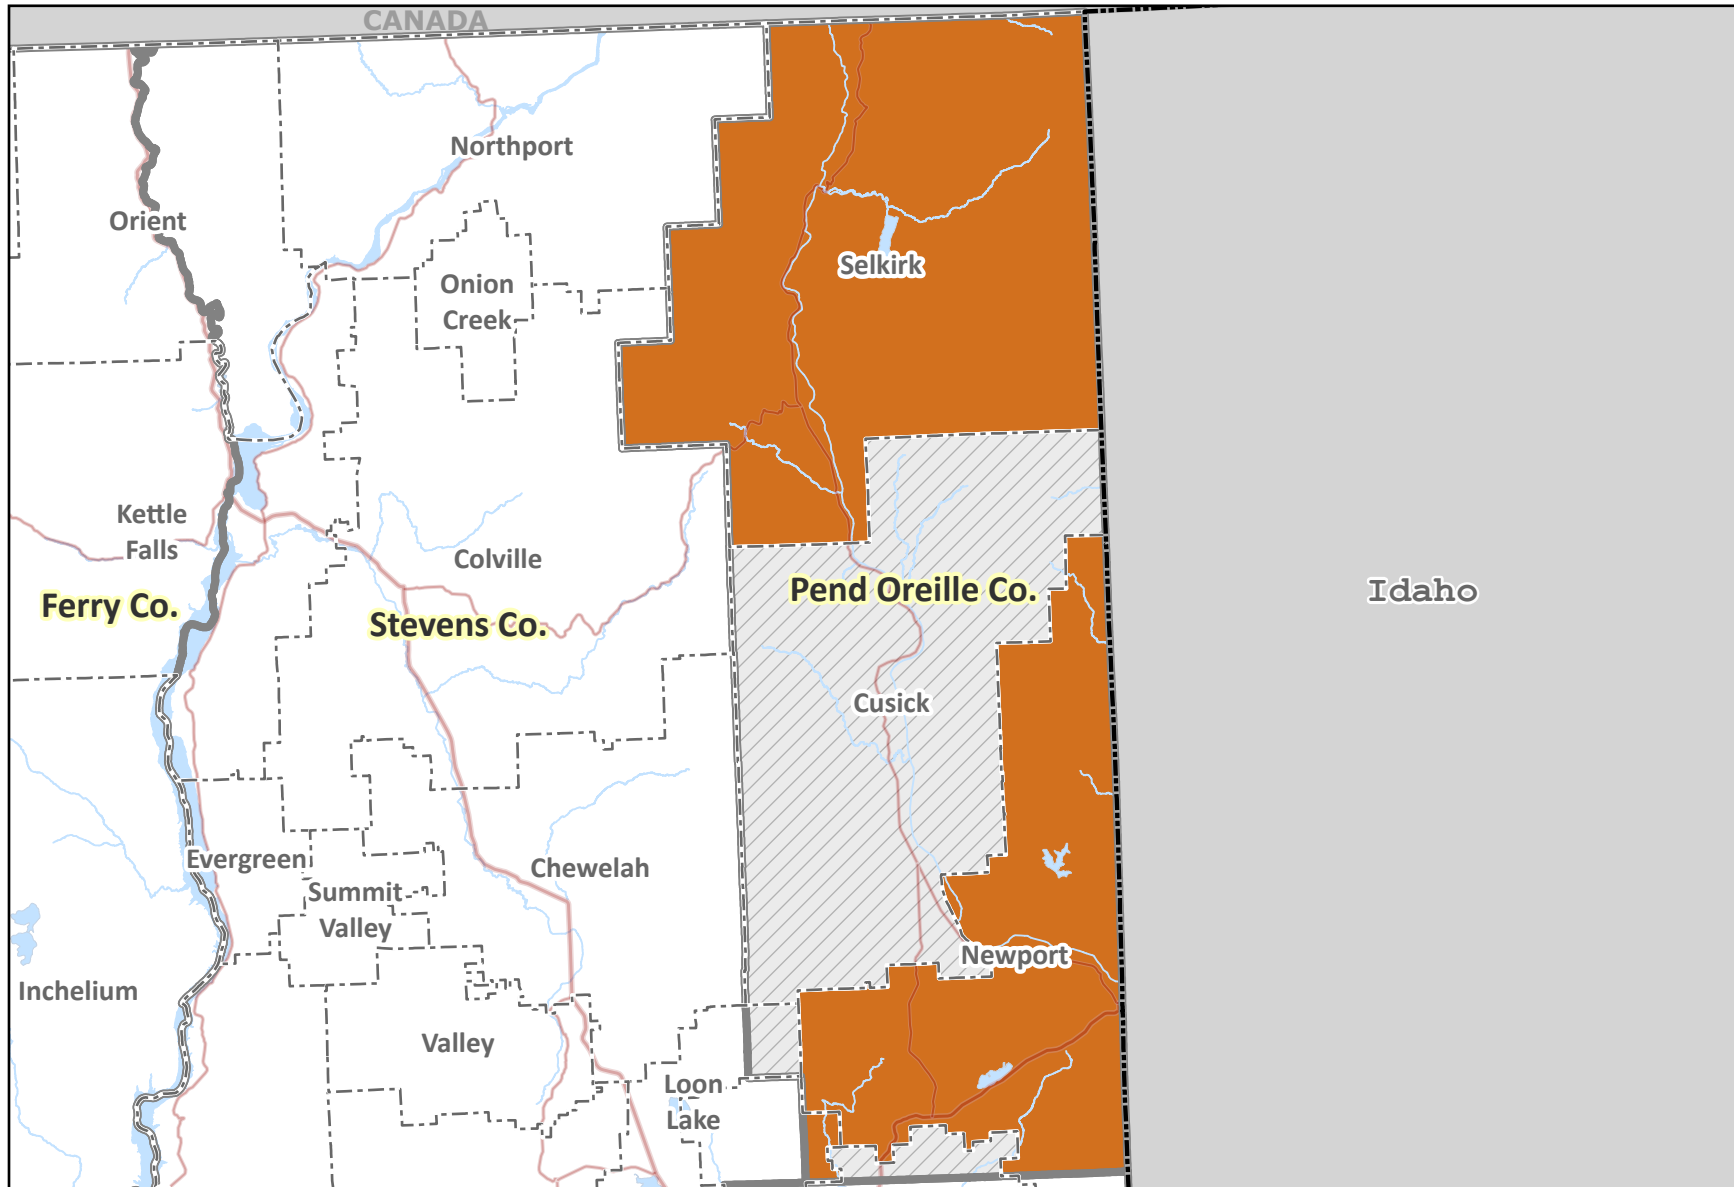 CANADA
Northport
Orient
Selkirk
Onion
Creek
Kettle
Falls
Colville
Ferry Co.
Stevens Co.
Pend Oreille Co.
Idaho
Cusick
Evergreen
Summit
Valley
Chewelah
Newport
Inchelium
Valley
Loon
Lake